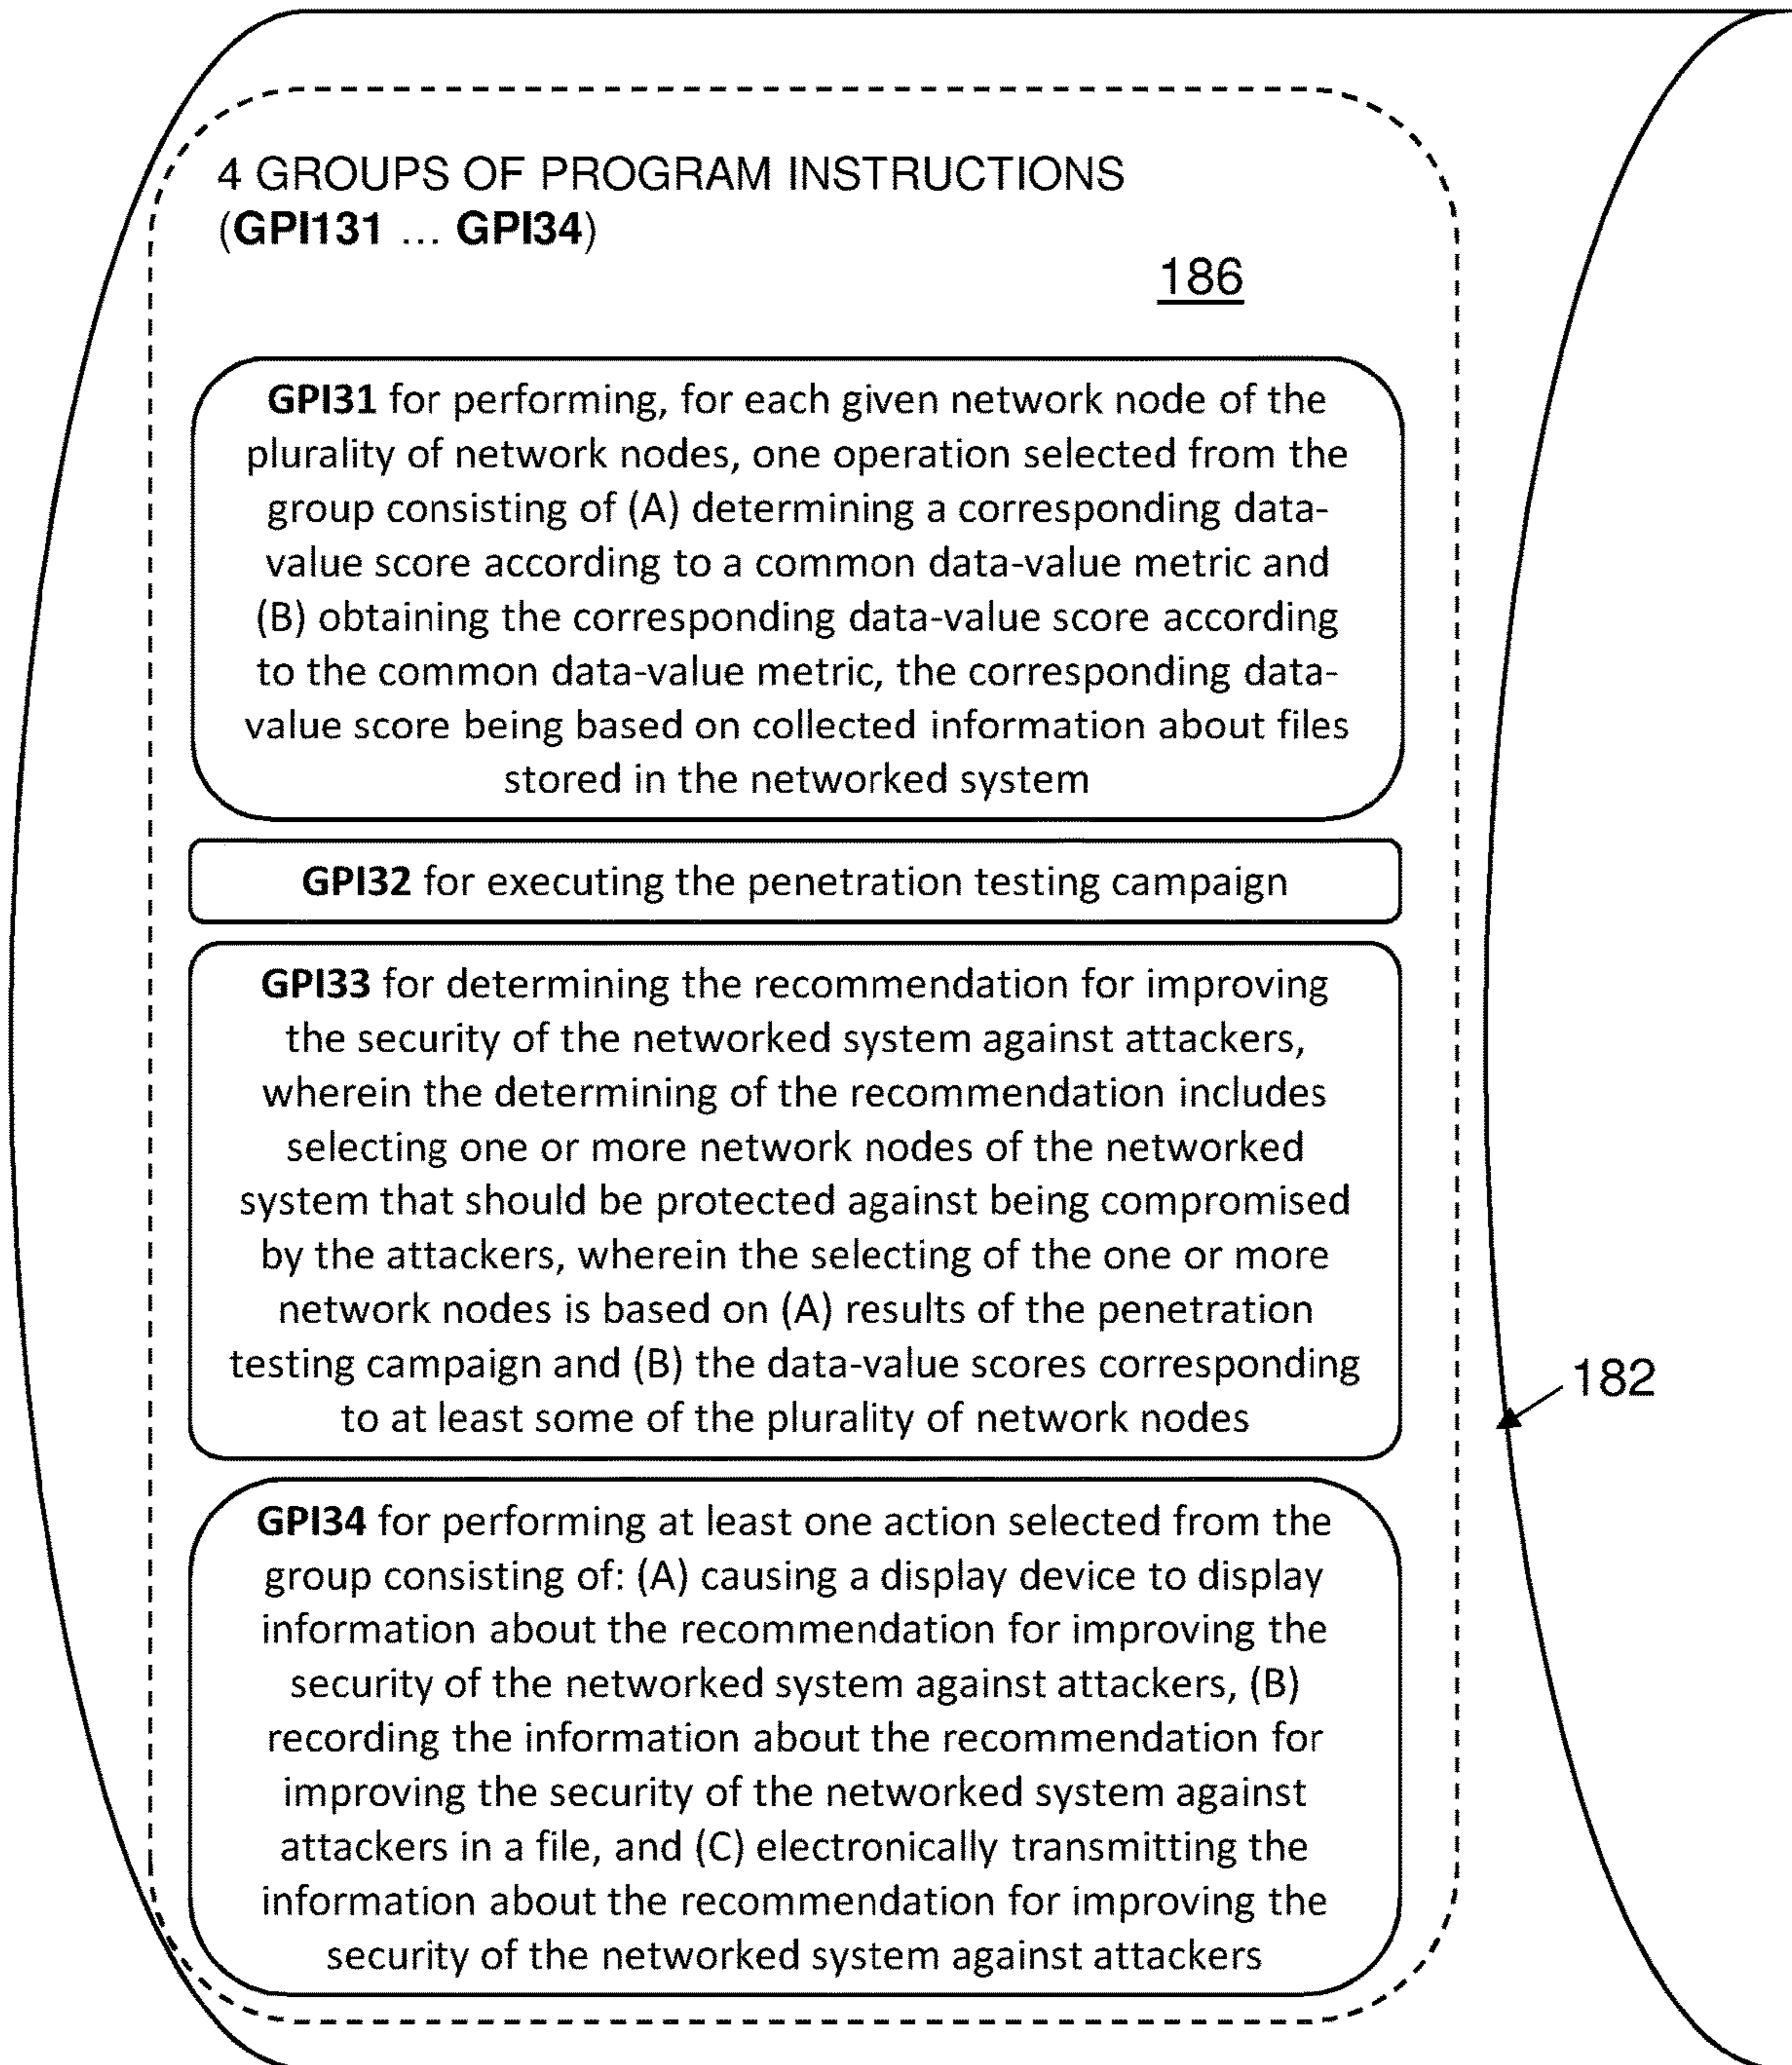 4 GROUPS OF PROGRAM INSTRUCTIONS
(GPI131 ... GPI34)
186
GPI31 for performing, for each given network node of the
plurality of network nodes, one operation selected from the
group consisting of (A) determining a corresponding data-
value score according to a common data-value metric and
(B) obtaining the corresponding data-value score according
to the common data-value metric, the corresponding data-
value score being based on collected information about files
stored in the networked system
GPI32 for executing the penetration testing campaign
GPI33 for determining the recommendation for improving
the security of the networked system against attackers,
wherein the determining of the recommendation includes
selecting one or more network nodes of the networked
system that should be protected against being compromised
by the attackers, wherein the selecting of the one or more
network nodes is based on (A) results of the penetration
testing campaign and (B) the data-value scores corresponding
to at least some of the plurality of network nodes
182
GPI34 for performing at least one action selected from the
group consisting of: (A) causing a display device to display
information about the recommendation for improving the
security of the networked system against attackers, (B)
recording the information about the recommendation for
improving the security of the networked system against
attackers in a file, and (C) electronically transmitting the
information about the recommendation for improving the
security of the networked system against attackers